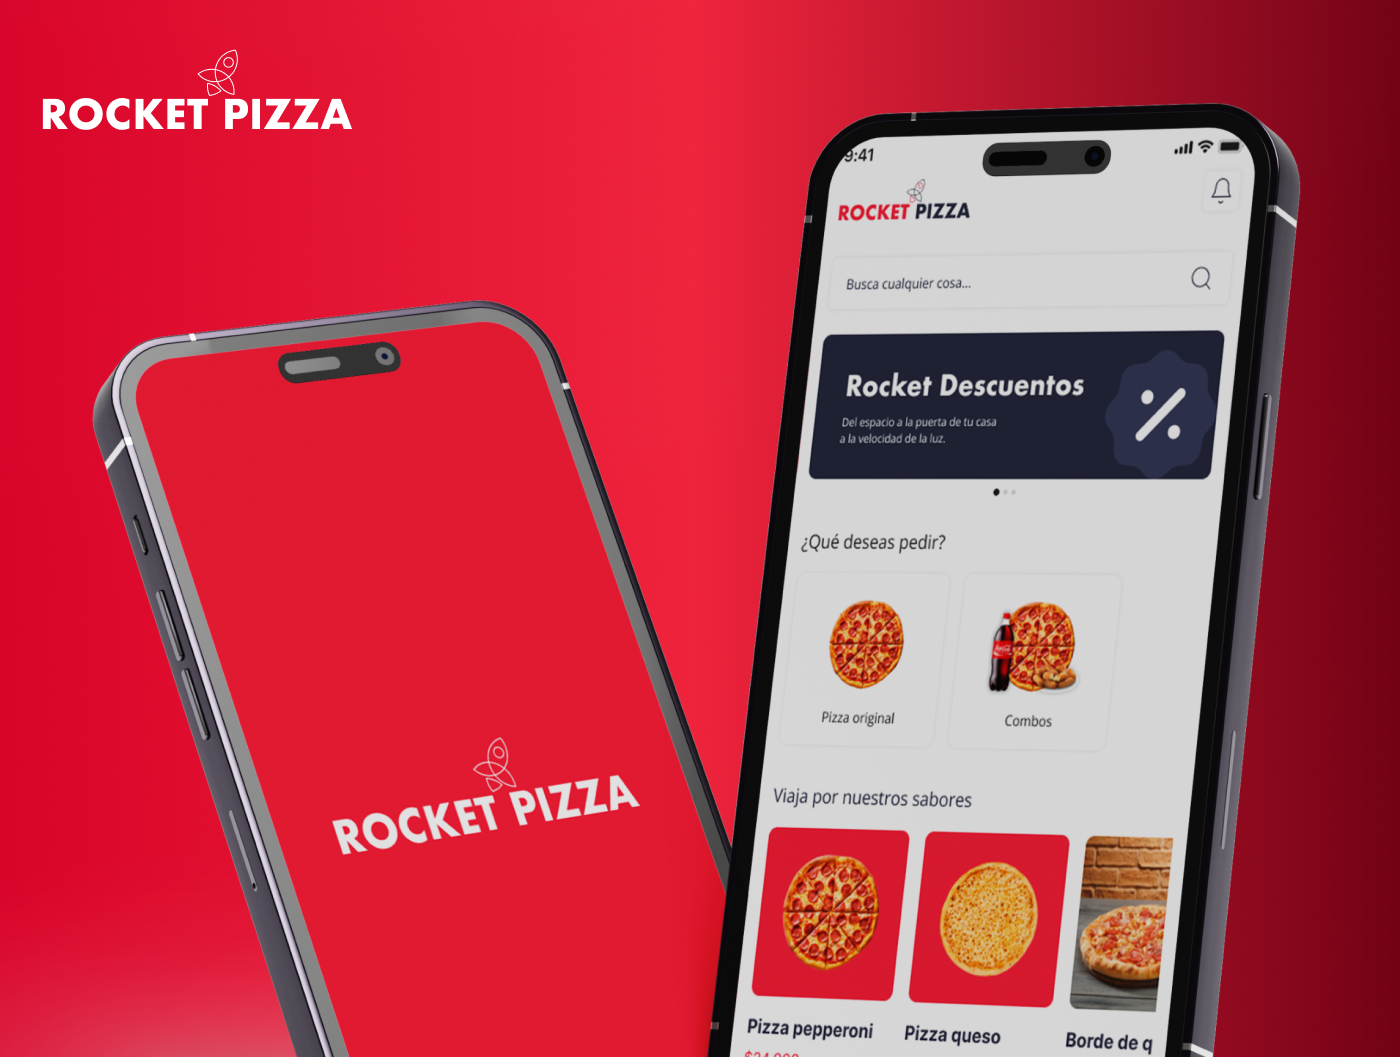 ROCKET PIZZA
9:41
ROCKET PIZZA
Busca cualquier cosa...
Rocket Descuentos
Del espacio a la puerta de tu casa
a la velocidad de la luz.
¿Qué deseas pedir?
Coca-Cola
Pizza original
Combos
Viaja por nuestros sabores
Pizza pepperoni
Pizza queso
Borde de q
ROCKET PIZZA